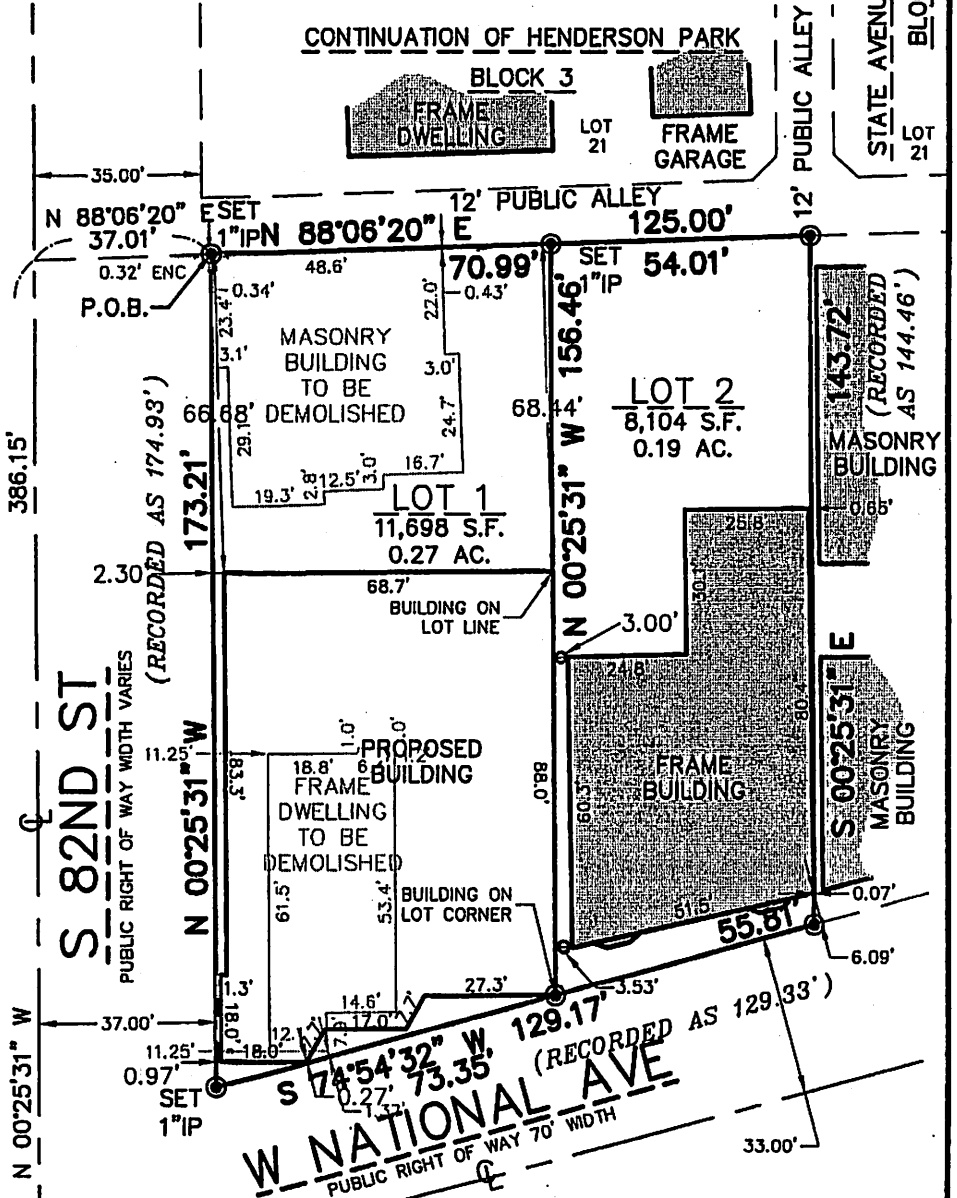 CONTINUATION OF HENDERSON PARK
BLOCK 3
FRAME
DWELLING
LOT
21
FRAME
GARAGE
12' PUBLIC ALLEY
STATE AVENU
BLO
LOT
21
35.00'
12' PUBLIC ALLEY
N 88°06'20" E
37.01'
SET
1"IP
N 88°06'20" E
125.00'
0.32' ENC
48.6'
70.99'
SET
1"IP
54.01'
P.O.B.
0.34'
0.43'
23.4'
22.0'
3.1'
3.0'
MASONRY
BUILDING
TO BE
DEMOLISHED
66.68'
29.1'
24.7'
68.44'
19.3'
2.8'
12.5'
3.0'
16.7'
N 00°25'31" W 156.46'
LOT 2
8,104 S.F.
0.19 AC.
143.72'
(RECORDED
AS 144.46')
MASONRY
BUILDING
0.65'
386.15'
173.21'
(RECORDED AS 174.93')
LOT 1
11,698 S.F.
0.27 AC.
25.8'
30.1'
2.30'
68.7'
BUILDING ON
LOT LINE
3.00'
24.8'
S 82ND ST
PUBLIC RIGHT OF WAY WIDTH VARIES
11.25'
1.0'
1.0'
PROPOSED
BUILDING
18.8'
FRAME
DWELLING
TO BE
DEMOLISHED
83.3'
88.0'
60.3'
80.4'
FRAME
BUILDING
S 00°25'31" E
MASONRY
BUILDING
N 00°25'31" W
61.5'
53.4'
BUILDING ON
LOT CORNER
51.5'
0.07'
55.81'
6.09'
1.3'
18.0'
14.6'
17.0'
27.3'
3.53'
N 00°25'31" W
37.00'
11.25'
18.0'
7.9'
0.97'
SET
1"IP
S 74°54'32" W 129.17'
(RECORDED AS 129.33')
73.35'
0.27'
1.37'
W NATIONAL AVE
PUBLIC RIGHT OF WAY 70' WIDTH
33.00'